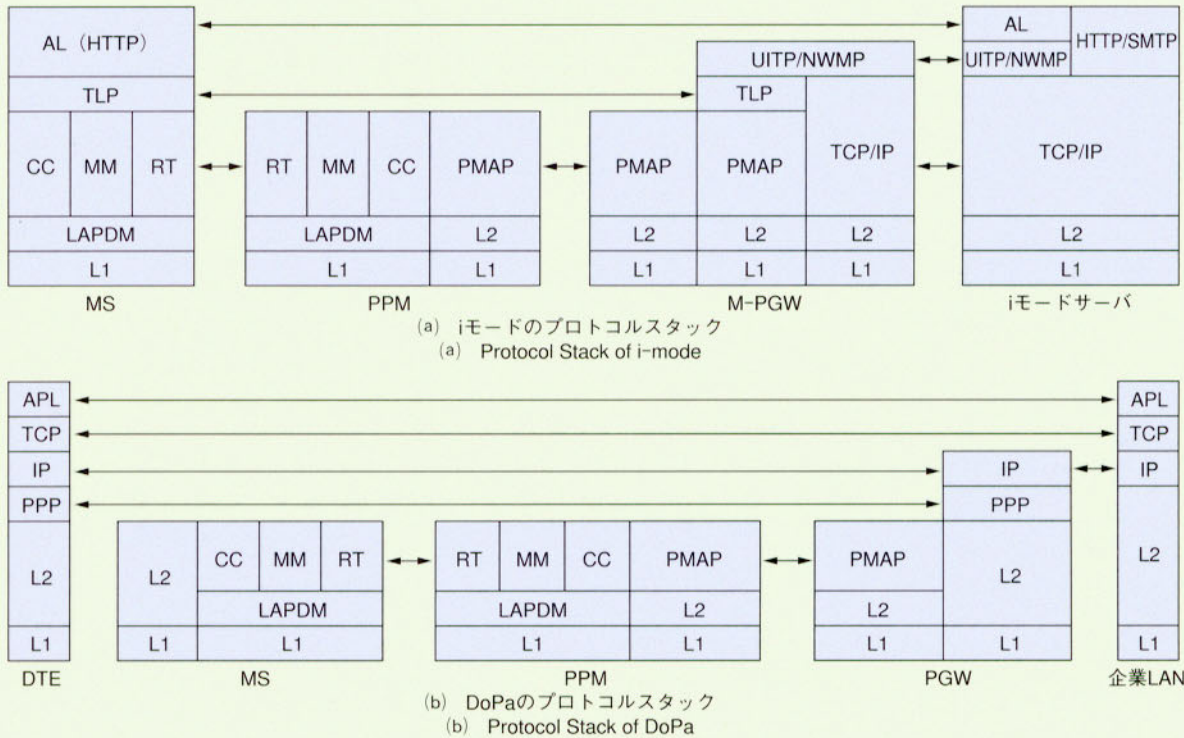 AL（HTTP） AL HTTP/SMTP
UITP/NWMP UITP/NWMP
TLP TLP
CC MM RT RT MM CC PMAP PMAP PMAP TCP/IP TCP/IP
LAPDM LAPDM L2 L2 L2 L2 L2
L1 L1 L1 L1 L1 L1 L1
MS PPM M-PGW iモードサーバ
(a) iモードのプロトコルスタック
(a) Protocol Stack of i-mode
APL APL
TCP TCP
IP IP IP
PPP PPP
L2 L2 CC MM RT RT MM CC PMAP PMAP L2 L2
LAPDM LAPDM L2 L2
L1 L1 L1 L1 L1 L1 L1 L1
DTE MS PPM PGW 企業LAN
(b) DoPaのプロトコルスタック
(b) Protocol Stack of DoPa